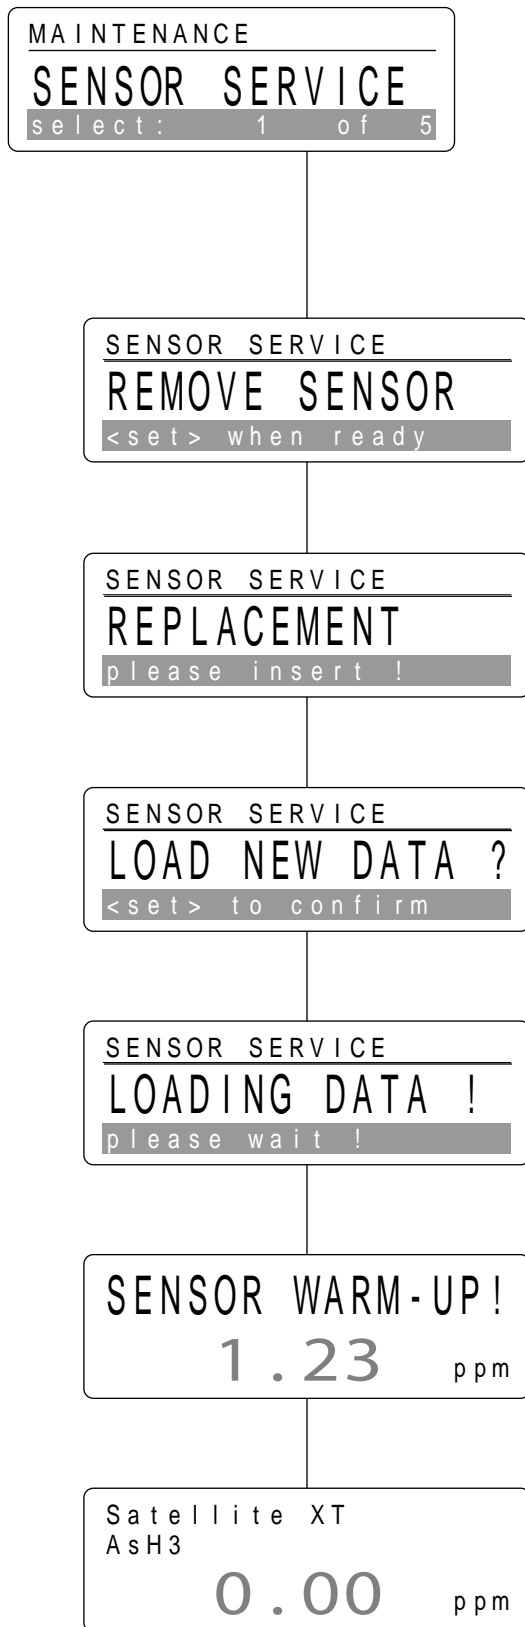 MAINTENANCE
SENSOR SERVICE
select: 1 of 5
SENSOR SERVICE
REMOVE SENSOR
<set> when ready
SENSOR SERVICE
REPLACEMENT
please insert !
SENSOR SERVICE
LOAD NEW DATA ?
<set> to confirm
SENSOR SERVICE
LOADING DATA !
please wait !
SENSOR WARM-UP!
1.23 ppm
Satellite XT
AsH3
0.00 ppm